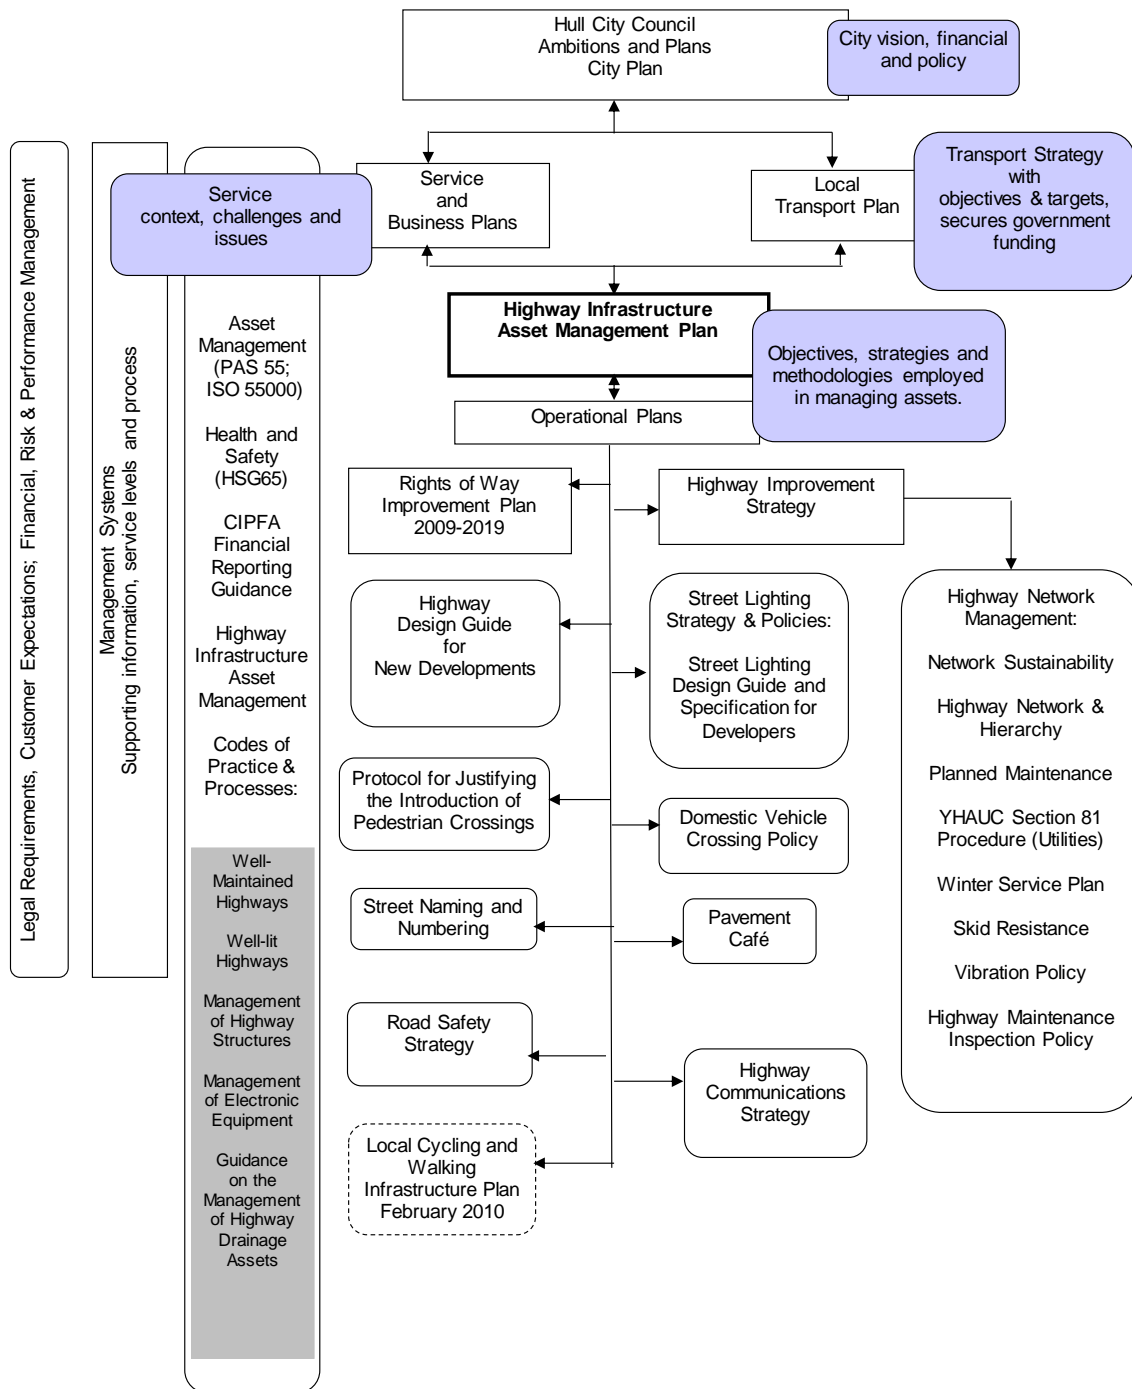 Hull City Council
Ambitions and Plans
City Plan
City vision, financial
and policy
Legal Requirements, Customer Expectations; Financial, Risk & Performance Management
Management Systems
Supporting information, service levels and process
Service
context, challenges and
issues
Service
and
Business Plans
Local
Transport Plan
Transport Strategy
with
objectives & targets,
secures government
funding
Highway Infrastructure
Asset Management Plan
Objectives, strategies and
methodologies employed
in managing assets.
Operational Plans
Asset
Management
(PAS 55;
ISO 55000)
Health and
Safety
(HSG65)
CIPFA
Financial
Reporting
Guidance
Highway
Infrastructure
Asset
Management
Codes of
Practice &
Processes:
Well-
Maintained
Highways
Well-lit
Highways
Management
of Highway
Structures
Management
of Electronic
Equipment
Guidance
on the
Management
of Highway
Drainage
Assets
Rights of Way
Improvement Plan
2009-2019
Highway Improvement
Strategy
Highway
Design Guide
for
New Developments
Street Lighting
Strategy & Policies:
Street Lighting
Design Guide and
Specification for
Developers
Protocol for Justifying
the Introduction of
Pedestrian Crossings
Domestic Vehicle
Crossing Policy
Street Naming and
Numbering
Pavement
Café
Road Safety
Strategy
Highway
Communications
Strategy
Local Cycling and
Walking
Infrastructure Plan
February 2010
Highway Network
Management:
Network Sustainability
Highway Network &
Hierarchy
Planned Maintenance
YHAUC Section 81
Procedure (Utilities)
Winter Service Plan
Skid Resistance
Vibration Policy
Highway Maintenance
Inspection Policy